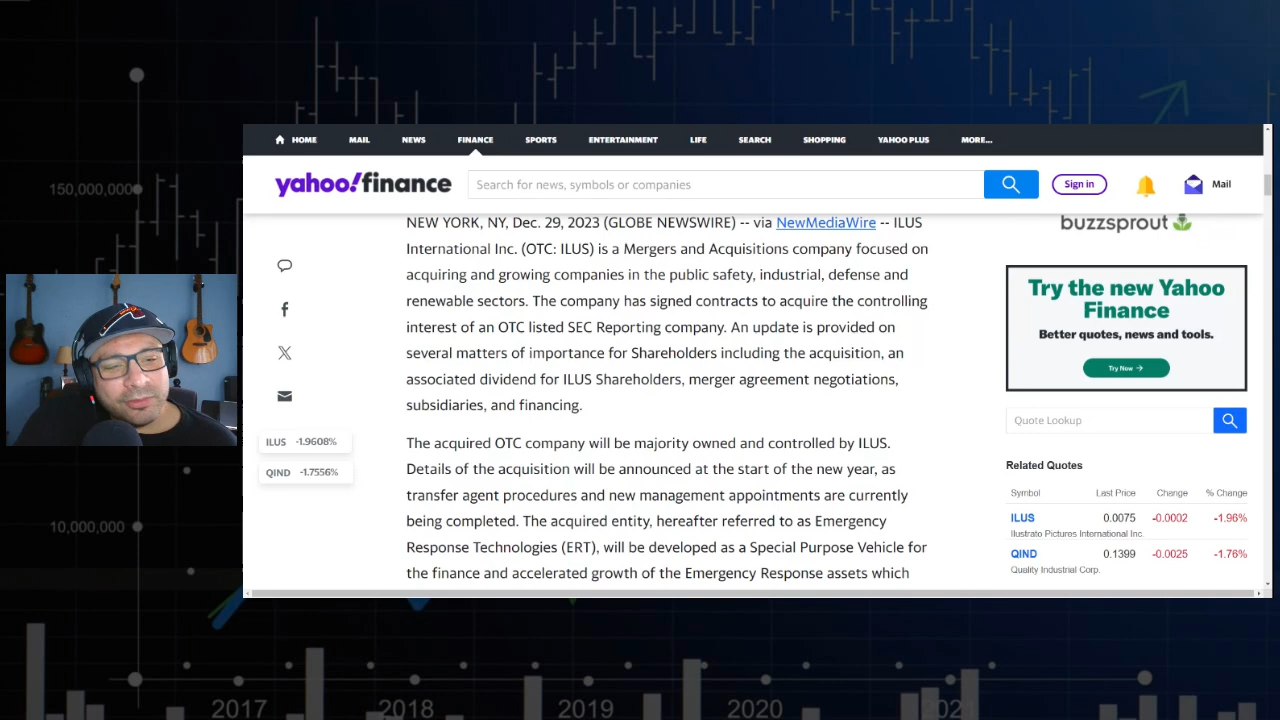 150,000,000
10,000,000
2017 2018 2019 2020 2021
HOME MAIL NEWS FINANCE SPORTS ENTERTAINMENT LIFE SEARCH SHOPPING YAHOO PLUS MORE...
yahoo!finance Search for news, symbols or companies Sign in Mail
NEW YORK, NY, Dec. 29, 2023 (GLOBE NEWSWIRE) -- via NewMediaWire -- ILUS
International Inc. (OTC: ILUS) is a Mergers and Acquisitions company focused on
acquiring and growing companies in the public safety, industrial, defense and
renewable sectors. The company has signed contracts to acquire the controlling
interest of an OTC listed SEC Reporting company. An update is provided on
several matters of importance for Shareholders including the acquisition, an
associated dividend for ILUS Shareholders, merger agreement negotiations,
subsidiaries, and financing.
The acquired OTC company will be majority owned and controlled by ILUS.
Details of the acquisition will be announced at the start of the new year, as
transfer agent procedures and new management appointments are currently
being completed. The acquired entity, hereafter referred to as Emergency
Response Technologies (ERT), will be developed as a Special Purpose Vehicle for
the finance and accelerated growth of the Emergency Response assets which
ILUS -1.9608%
QIND -1.7556%
buzzsprout
Try the new Yahoo
Finance
Better quotes, news and tools.
Try Now →
Quote Lookup
Related Quotes
Symbol Last Price Change % Change
ILUS 0.0075 -0.0002 -1.96%
Ilustrato Pictures International Inc.
QIND 0.1399 -0.0025 -1.76%
Quality Industrial Corp.